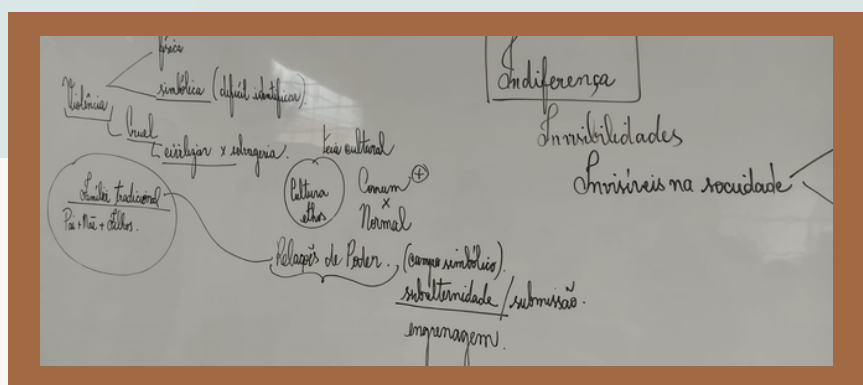 física
Violência
simbólica (difícil identificar).
Cruel
civilizar x selvageria.
Família tradicional
Pai + Mãe + Filhos.
teia cultural
Cultura
ethos
Comum +
x
Normal
Relações de Poder. (campo simbólico).
subalternidade / submissão.
engrenagem.
Indiferença
Invisibilidades
Invisíveis na sociedade